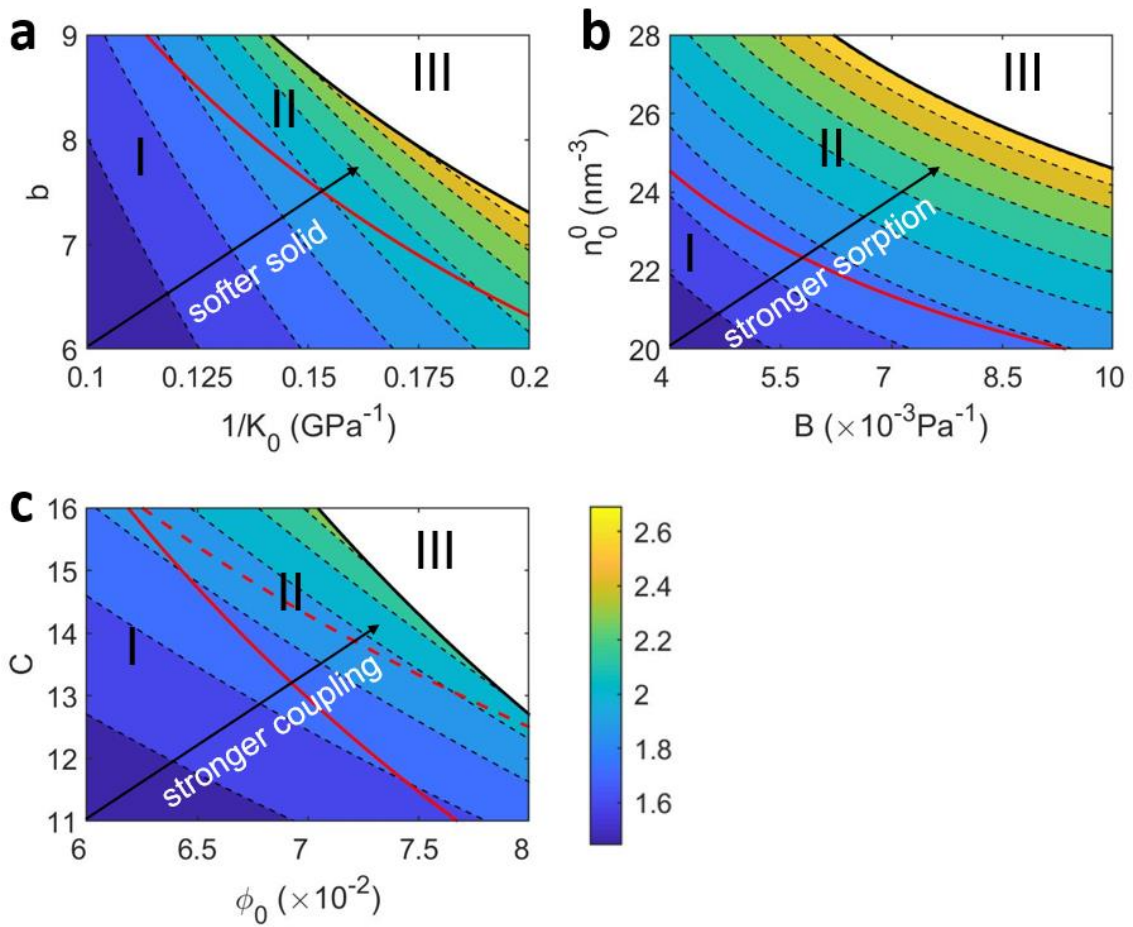 a
9
8
b
7
6
I
II
III
softer solid
0.1 0.125 0.15 0.175 0.2
1/K₀ (GPa⁻¹)
b
28
26
n₀⁰ (nm⁻³)
24
22
20
I
II
III
stronger sorption
4 5.5 7 8.5 10
B (×10⁻³Pa⁻¹)
c
16
15
14
C
13
12
11
I
II
III
stronger coupling
6 6.5 7 7.5 8
ϕ₀ (×10⁻²)
2.6
2.4
2.2
2
1.8
1.6